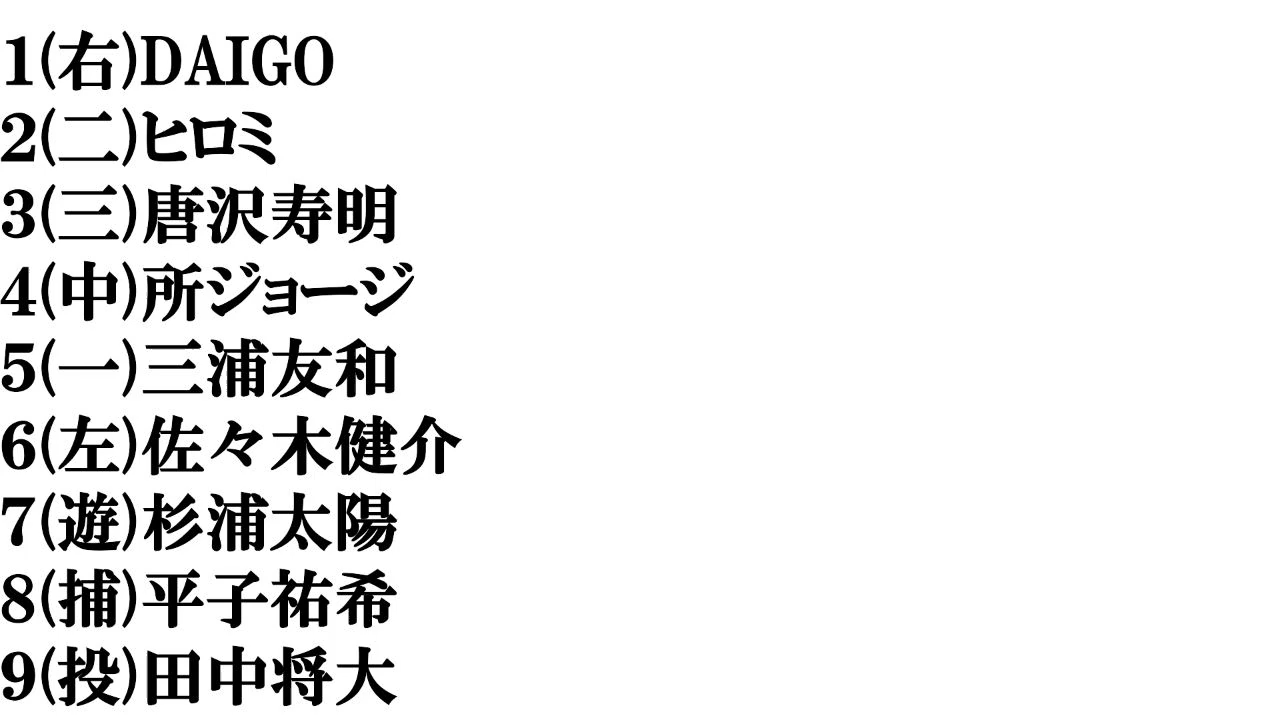 1(右)DAIGO
2(二)ヒロミ
3(三)唐沢寿明
4(中)所ジョージ
5(一)三浦友和
6(左)佐々木健介
7(遊)杉浦太陽
8(捕)平子祐希
9(投)田中将大